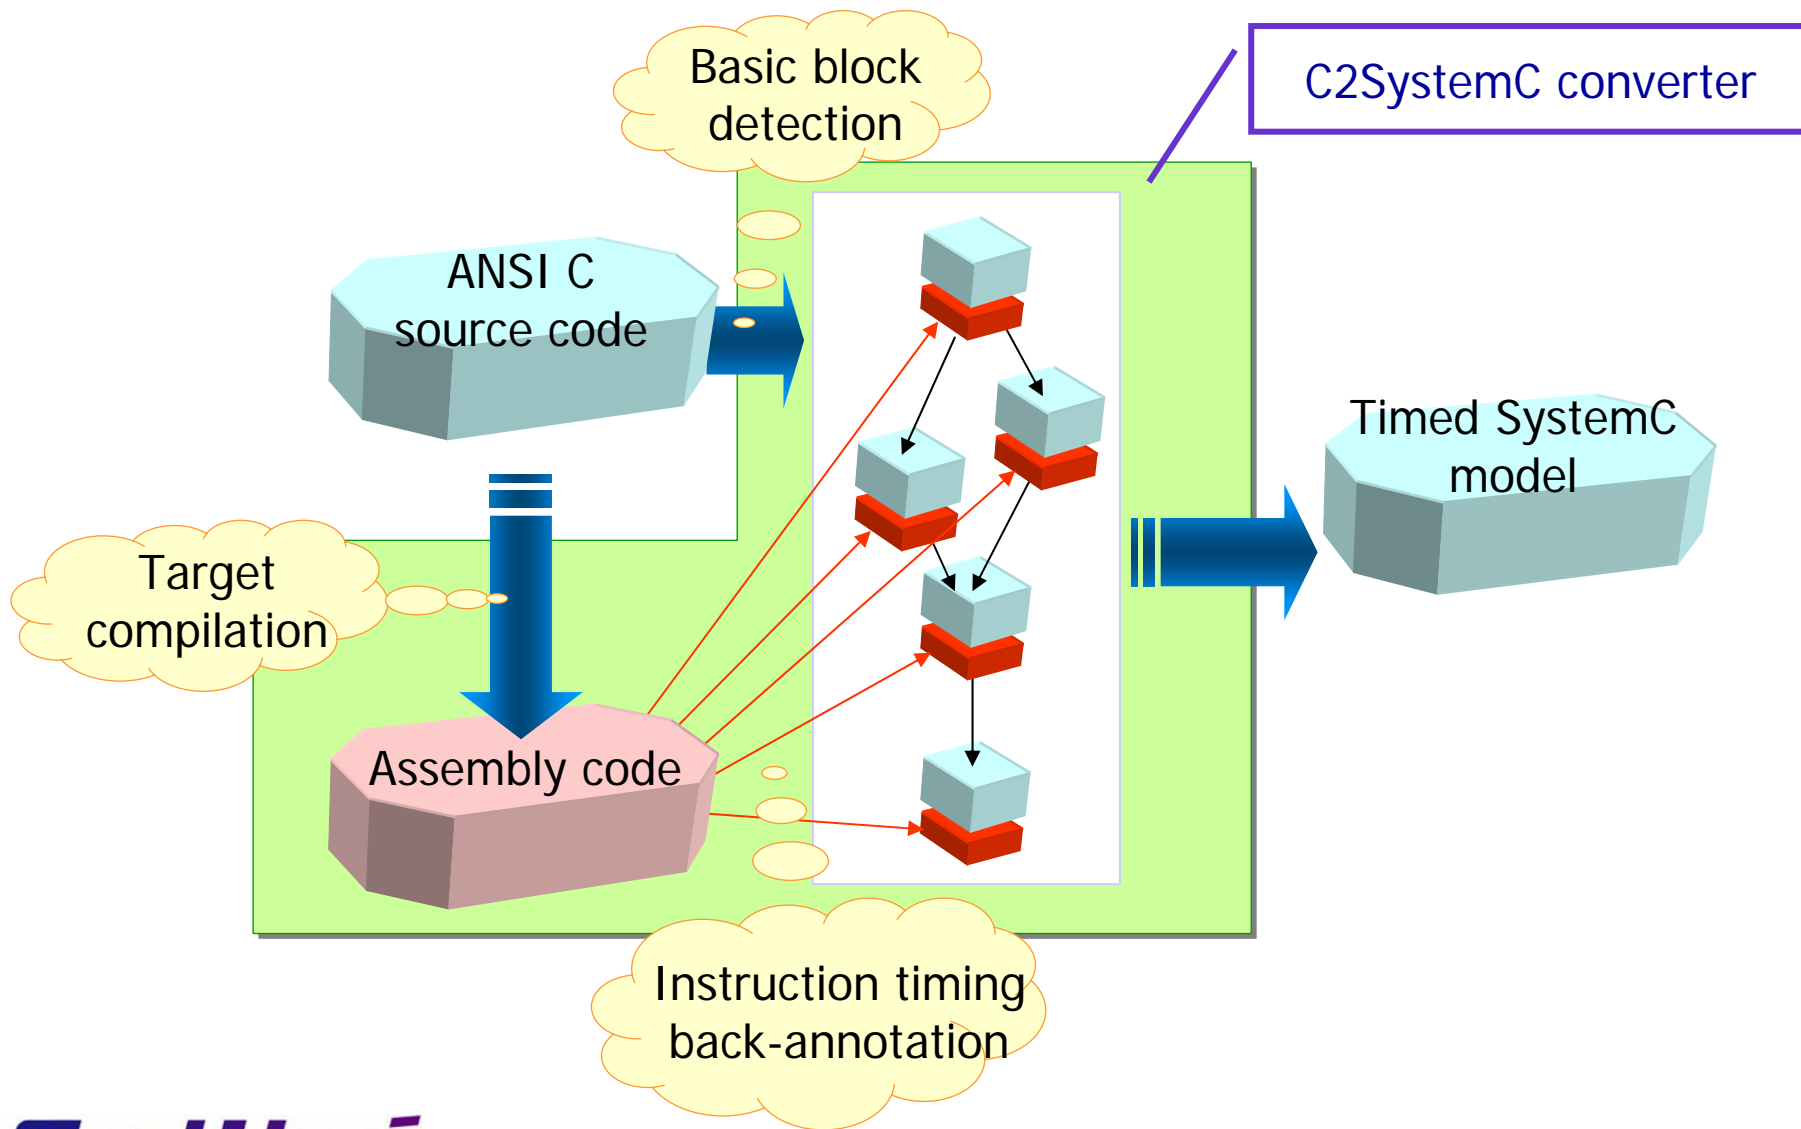 Basic block
detection
C2SystemC converter
ANSI C
source code
Timed SystemC
model
Target
compilation
Assembly code
Instruction timing
back-annotation